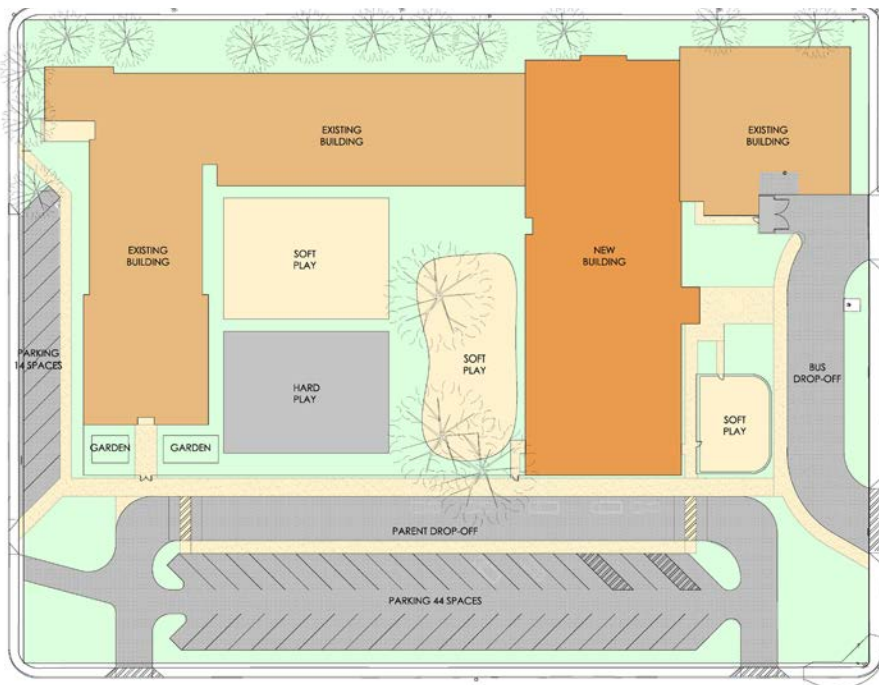 EXISTING
BUILDING
EXISTING
BUILDING
SOFT
PLAY
EXISTING
BUILDING
NEW
BUILDING
PARKING
14 SPACES
SOFT
PLAY
BUS
DROP-OFF
HARD
PLAY
SOFT
PLAY
GARDEN
GARDEN
PARENT DROP-OFF
PARKING 44 SPACES